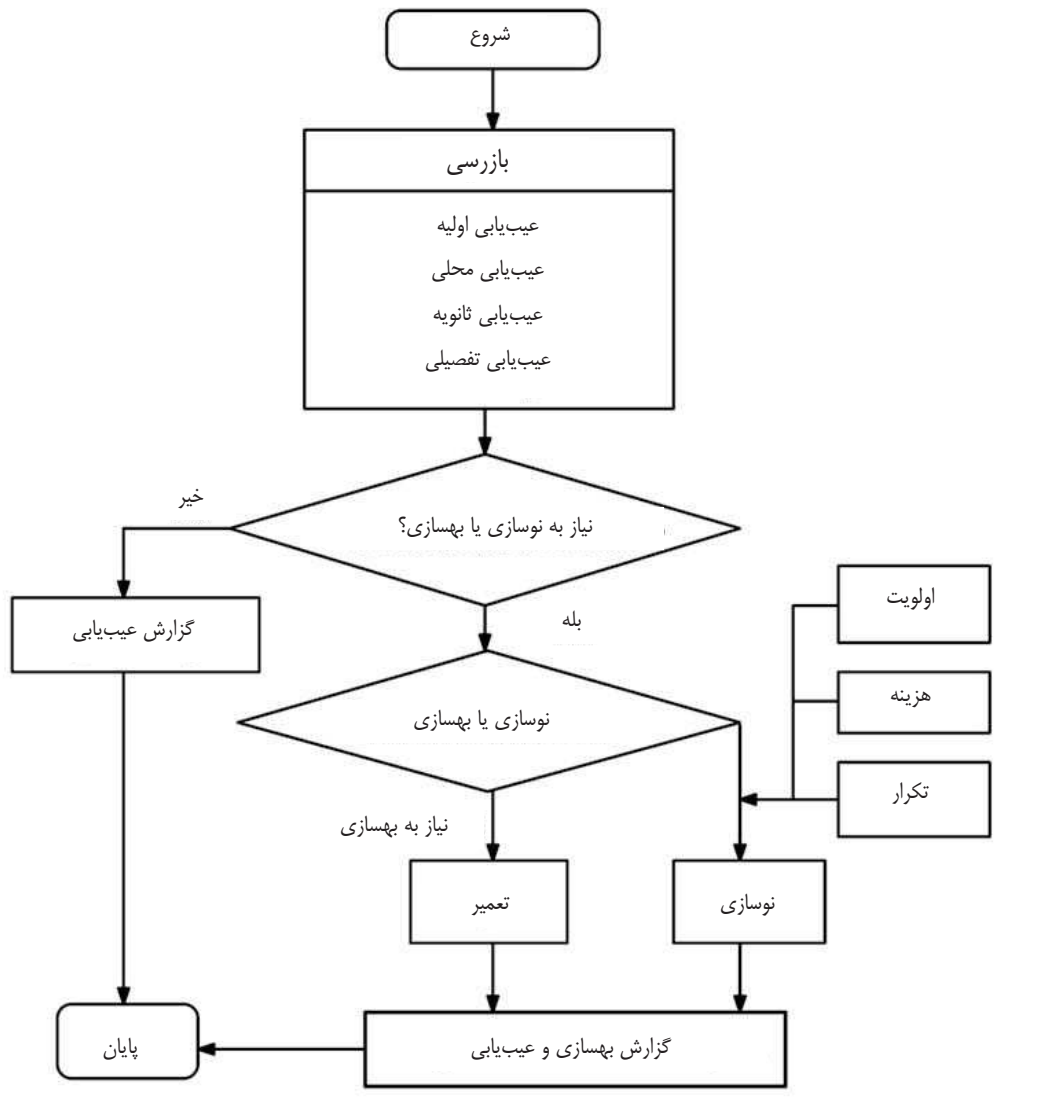 شروع
بازرسی
عیب‌یابی اولیه
عیب‌یابی محلی
عیب‌یابی ثانویه
عیب‌یابی تفصیلی
نیاز به نوسازی یا بهسازی؟
خیر
گزارش عیب‌یابی
بله
نوسازی یا بهسازی
اولویت
هزینه
تکرار
نیاز به بهسازی
تعمیر
نوسازی
گزارش بهسازی و عیب‌یابی
پایان